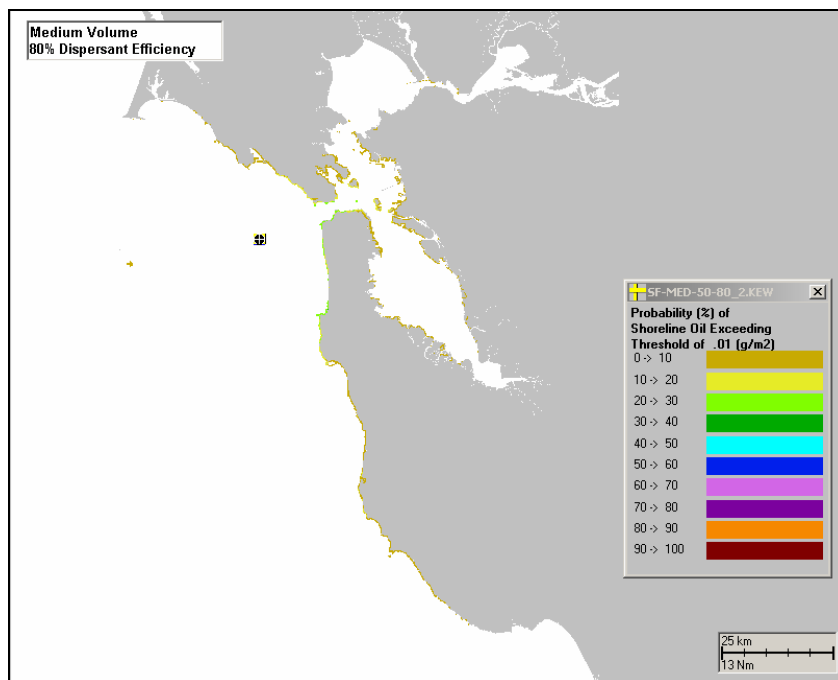 Medium Volume
80% Dispersant Efficiency
SF-MED-50-80_2.KEW
Probability (%) of
Shoreline Oil Exceeding
Threshold of .01 (g/m2)
0 -> 10
10 -> 20
20 -> 30
30 -> 40
40 -> 50
50 -> 60
60 -> 70
70 -> 80
80 -> 90
90 -> 100
25 km
13 Nm